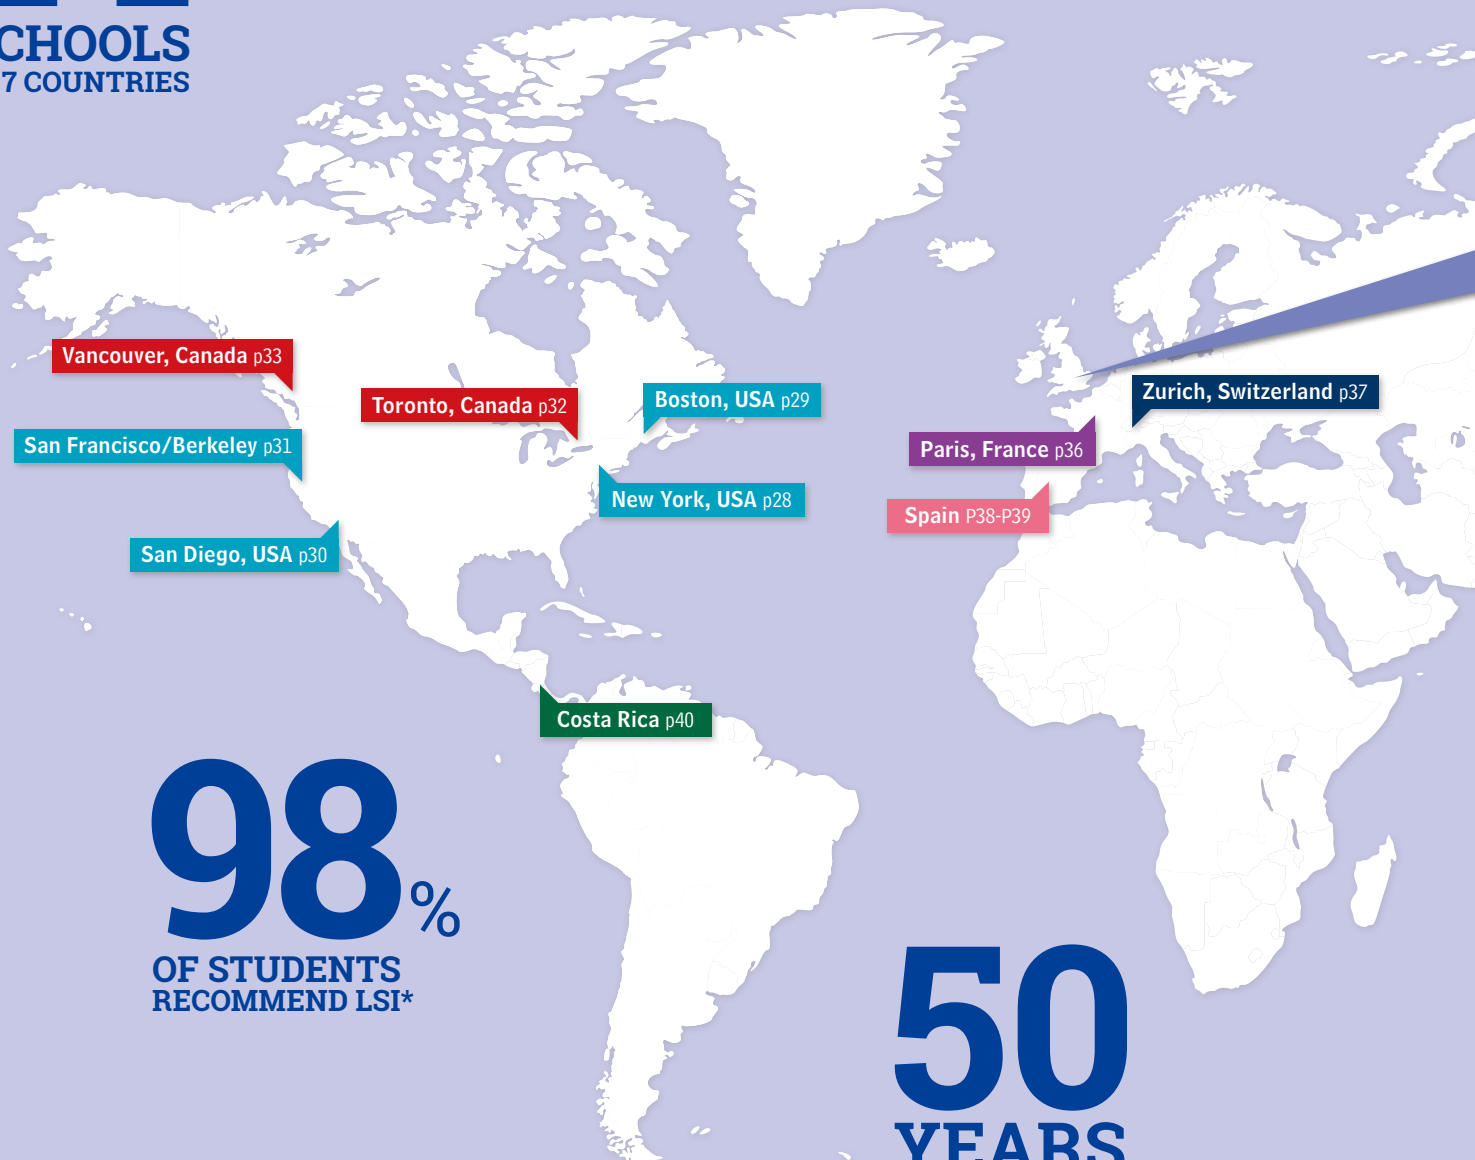 CHOOLS
7 COUNTRIES
Vancouver, Canada p33
Toronto, Canada p32
Boston, USA p29
Zurich, Switzerland p37
San Francisco/Berkeley p31
Paris, France p36
New York, USA p28
Spain P38-P39
San Diego, USA p30
Costa Rica p40
98%
OF STUDENTS
RECOMMEND LSI*
50
YEARS